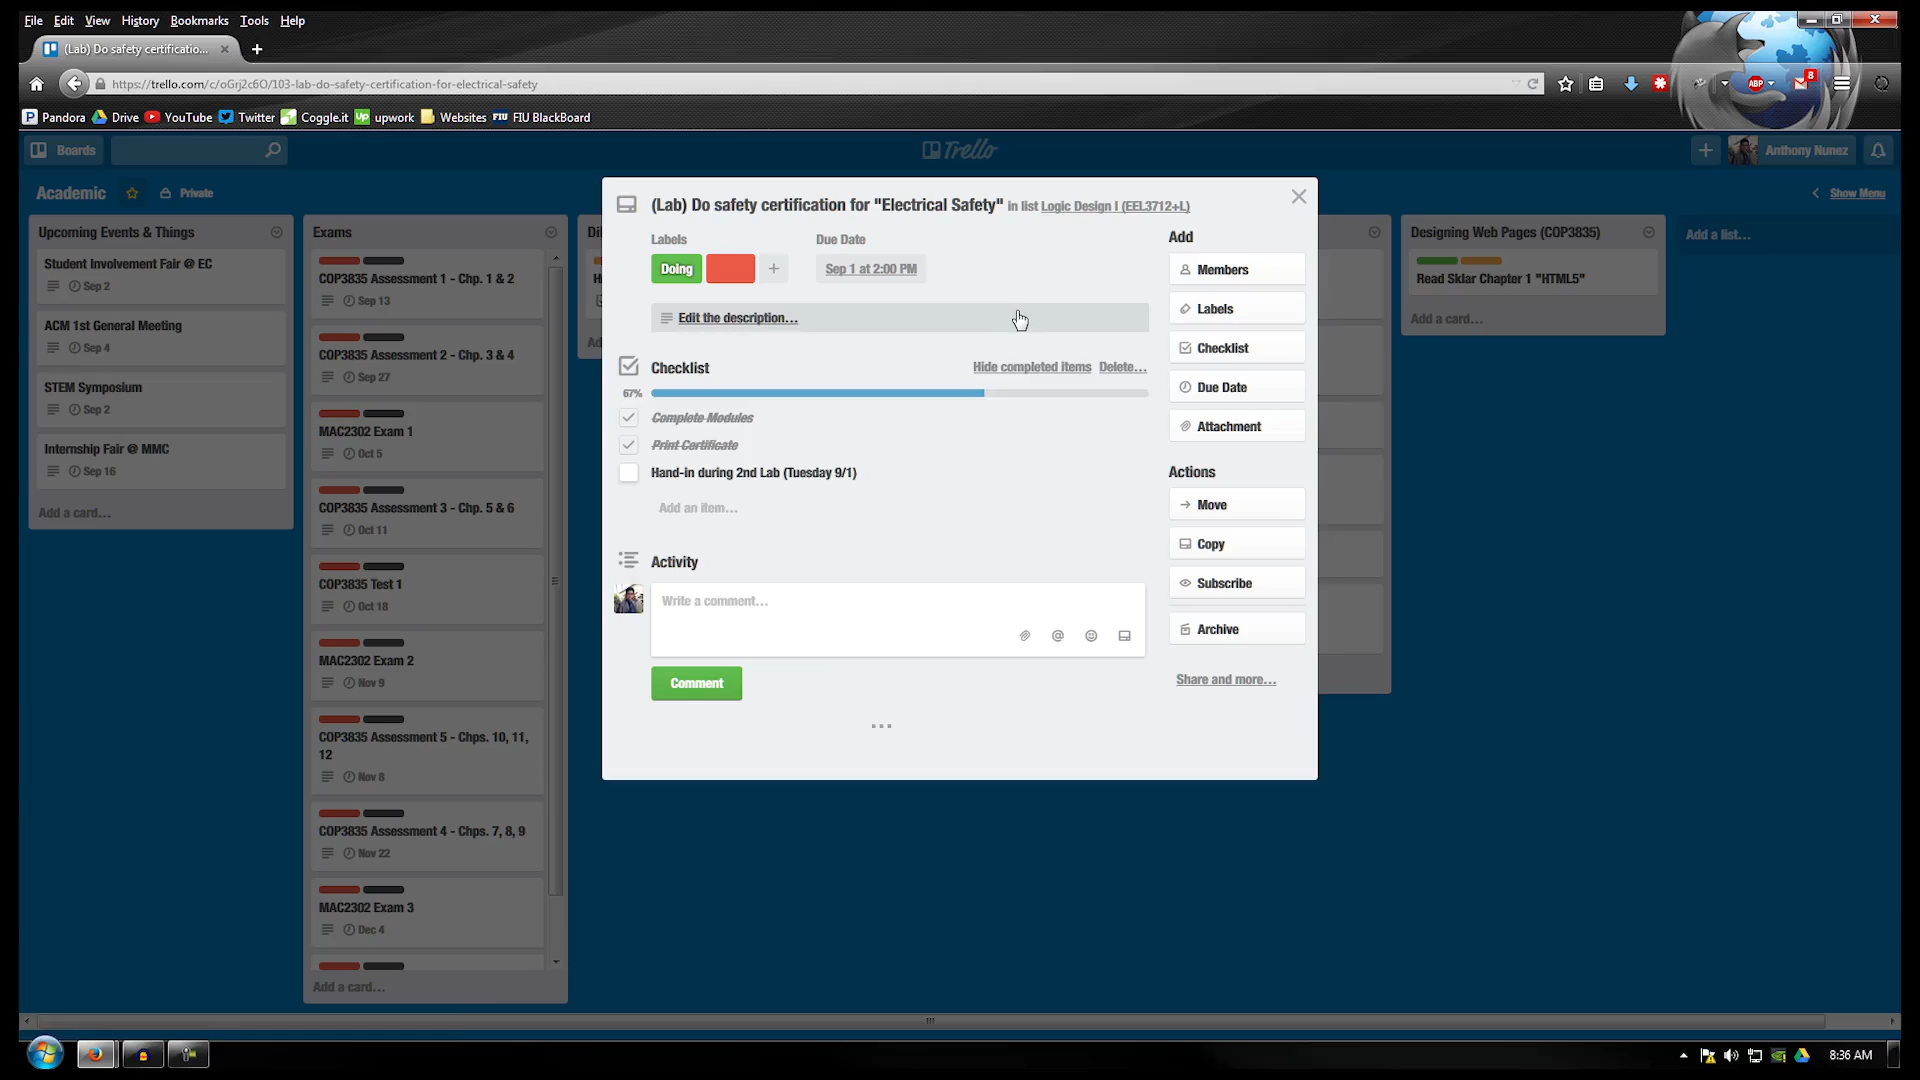 File Edit View History Bookmarks Tools Help
(Lab) Do safety certificatio...
https://trello.com/c/oGrj2c6O/103-lab-do-safety-certification-for-electrical-safety
ABP 8
Pandora Drive YouTube Twitter Coggle.it Up upwork Websites FIU FIU BlackBoard
Boards Trello Anthony Nunez
Academic Private Show Menu
Upcoming Events & Things
Student Involvement Fair @ EC
Sep 2
ACM 1st General Meeting
Sep 4
STEM Symposium
Sep 2
Internship Fair @ MMC
Sep 16
Add a card...
Exams
COP3835 Assessment 1 - Chp. 1 & 2
Sep 13
COP3835 Assessment 2 - Chp. 3 & 4
Sep 27
MAC2302 Exam 1
Oct 5
COP3835 Assessment 3 - Chp. 5 & 6
Oct 11
COP3835 Test 1
Oct 18
MAC2302 Exam 2
Nov 9
COP3835 Assessment 5 - Chps. 10, 11,
12
Nov 8
COP3835 Assessment 4 - Chps. 7, 8, 9
Nov 22
MAC2302 Exam 3
Dec 4
Add a card...
(Lab) Do safety certification for "Electrical Safety" in list Logic Design I (EEL3712+L)
Labels Due Date
Doing Sep 1 at 2:00 PM
Edit the description...
Checklist Hide completed items Delete...
67%
Complete Modules
Print Certificate
Hand-in during 2nd Lab (Tuesday 9/1)
Add an item...
Activity
Write a comment...
Comment
Add
Members
Labels
Checklist
Due Date
Attachment
Actions
Move
Copy
Subscribe
Archive
Share and more...
Designing Web Pages (COP3835)
Read Sklar Chapter 1 "HTML5"
Add a card...
Add a list...
8:36 AM